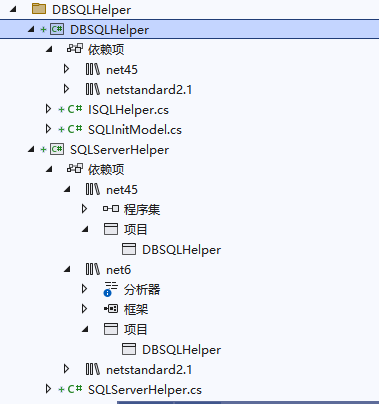 DBSQLHelper
DBSQLHelper
依赖项
net45
netstandard2.1
ISQLHelper.cs
SQLInitModel.cs
SQLServerHelper
依赖项
net45
程序集
项目
DBSQLHelper
net6
分析器
框架
项目
DBSQLHelper
netstandard2.1
SQLServerHelper.cs